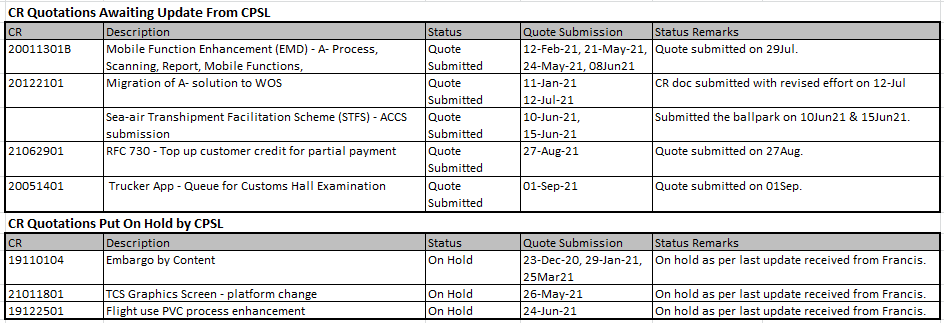 CR Quotations Awaiting Update From CPSL
CR Description Status Quote Submission Status Remarks
20011301B Mobile Function Enhancement (EMD) - A- Process, Quote 12-Feb-21, 21-May-21, Quote submitted on 29Jul.
Scanning, Report, Mobile Functions, Submitted 24-May-21, 08Jun21
20122101 Migration of A- solution to WOS Quote 11-Jan-21 CR doc submitted with revised effort on 12-Jul
Submitted 12-Jul-21
Sea-air Transhipment Facilitation Scheme (STFS) - ACCS Quote 10-Jun-21, Submitted the ballpark on 10Jun21 & 15Jun21.
submission Submitted 15-Jun-21
21062901 RFC 730 - Top up customer credit for partial payment Quote 27-Aug-21 Quote submitted on 27Aug.
Submitted
20051401 Trucker App - Queue for Customs Hall Examination Quote 01-Sep-21 Quote submitted on 01Sep.
Submitted
CR Quotations Put On Hold by CPSL
CR Description Status Quote Submission Status Remarks
19110104 Embargo by Content On Hold 23-Dec-20, 29-Jan-21, On hold as per last update received from Francis.
25Mar21
21011801 TCS Graphics Screen - platform change On Hold 26-May-21 On hold as per last update received from Francis.
19122501 Flight use PVC process enhancement On Hold 24-Jun-21 On hold as per last update received from Francis.